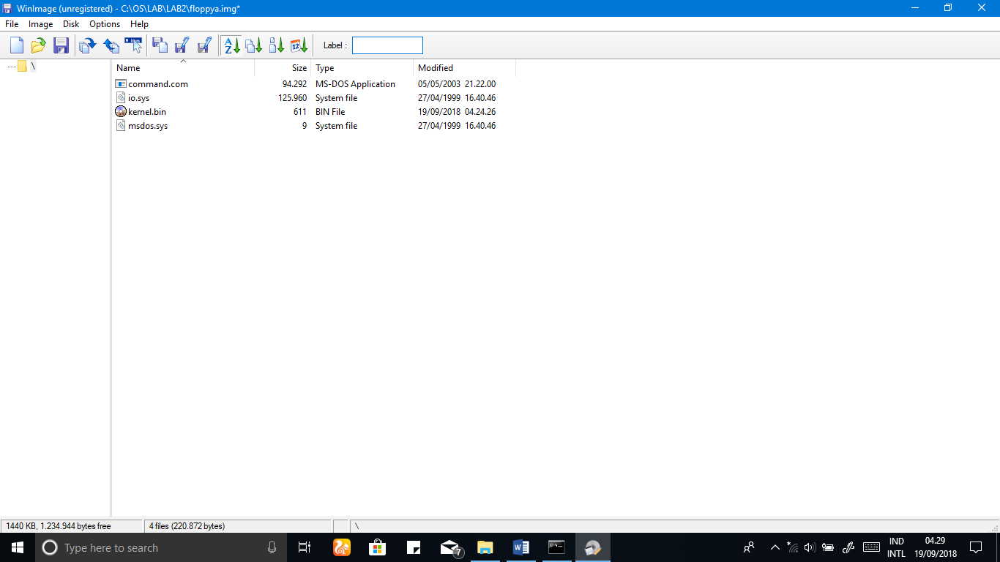 WinImage (unregistered) - C:\OS\LAB\LAB2\floppya.img*
File Image Disk Options Help
Label :
\
Name Size Type Modified
command.com 94.292 MS-DOS Application 05/05/2003 21.22.00
io.sys 125.960 System file 27/04/1999 16.40.46
kernel.bin 611 BIN File 19/09/2018 04.24.26
msdos.sys 9 System file 27/04/1999 16.40.46
1440 KB, 1.234.944 bytes free 4 files (220.872 bytes) \
Type here to search 7 IND 04.29
INTL 19/09/2018